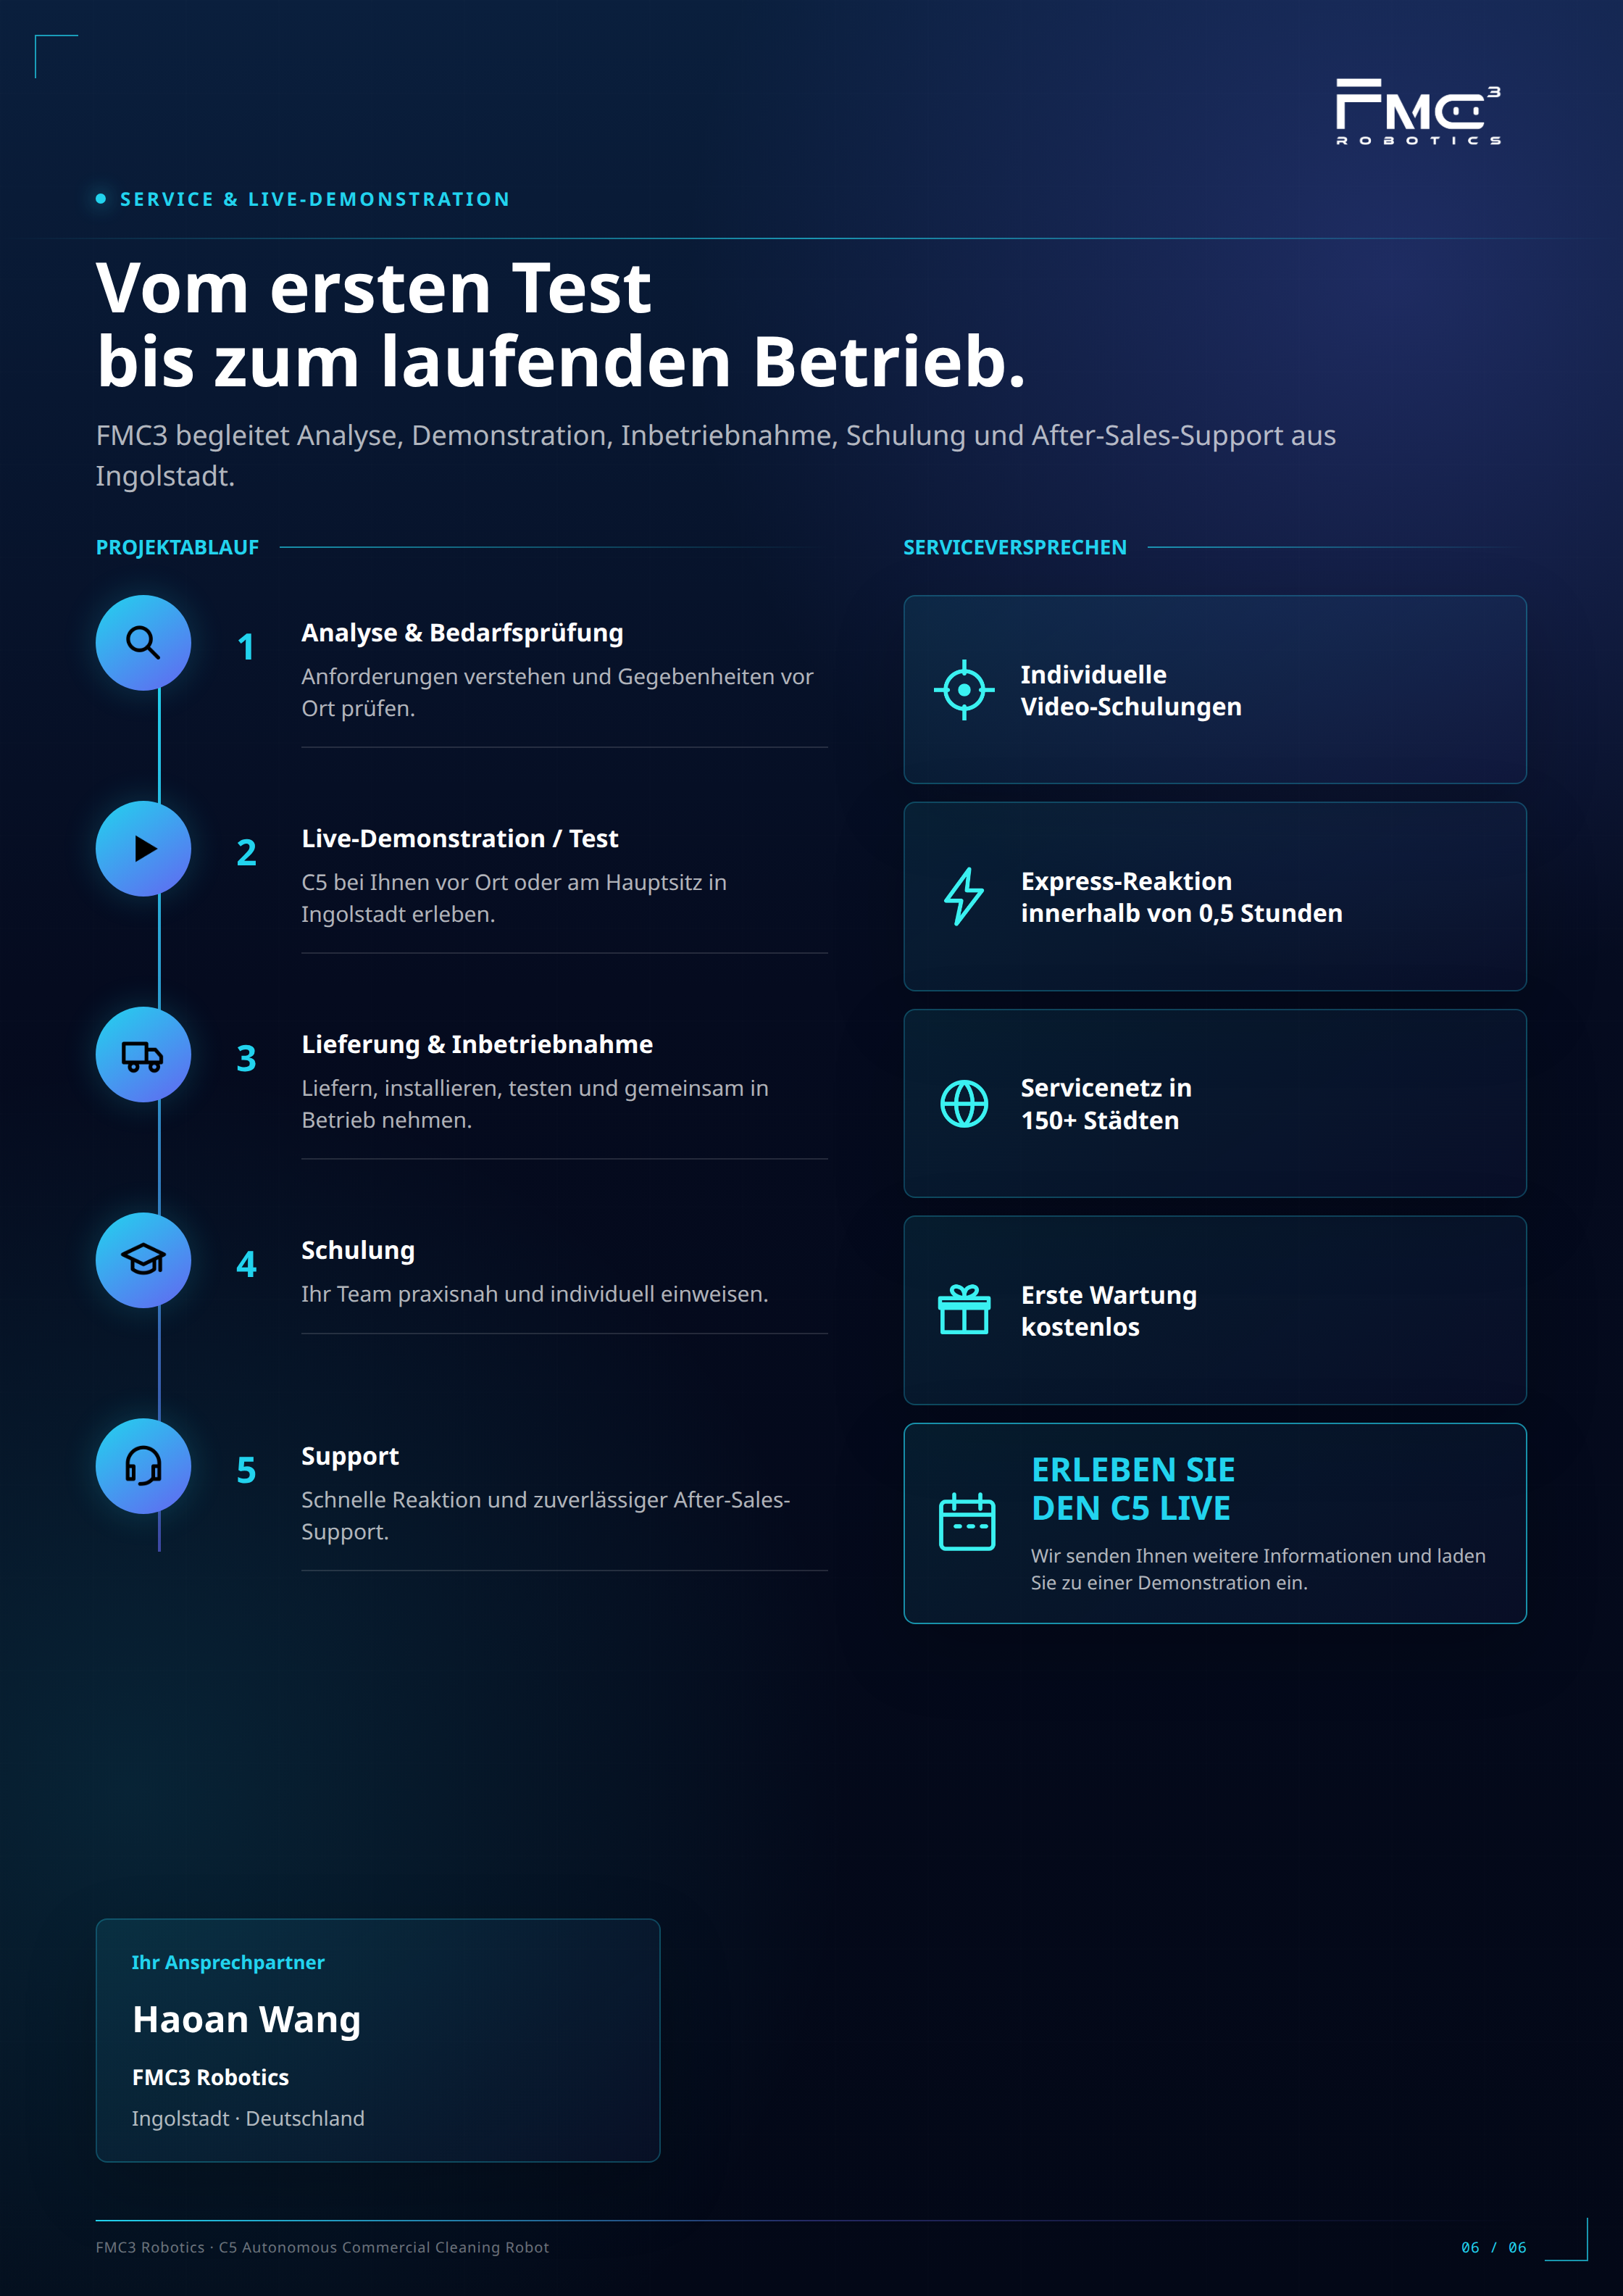 FMC3
ROBOTICS
SERVICE & LIVE-DEMONSTRATION
Vom ersten Test
bis zum laufenden Betrieb.
FMC3 begleitet Analyse, Demonstration, Inbetriebnahme, Schulung und After-Sales-Support aus
Ingolstadt.
PROJEKTABLAUF
1
Analyse & Bedarfsprüfung
Anforderungen verstehen und Gegebenheiten vor
Ort prüfen.
2
Live-Demonstration / Test
C5 bei Ihnen vor Ort oder am Hauptsitz in
Ingolstadt erleben.
3
Lieferung & Inbetriebnahme
Liefern, installieren, testen und gemeinsam in
Betrieb nehmen.
4
Schulung
Ihr Team praxisnah und individuell einweisen.
5
Support
Schnelle Reaktion und zuverlässiger After-Sales-
Support.
SERVICEVERSPRECHEN
Individuelle
Video-Schulungen
Express-Reaktion
innerhalb von 0,5 Stunden
Servicenetz in
150+ Städten
Erste Wartung
kostenlos
ERLEBEN SIE
DEN C5 LIVE
Wir senden Ihnen weitere Informationen und laden
Sie zu einer Demonstration ein.
Ihr Ansprechpartner
Haoan Wang
FMC3 Robotics
Ingolstadt · Deutschland
FMC3 Robotics · C5 Autonomous Commercial Cleaning Robot
06 / 06